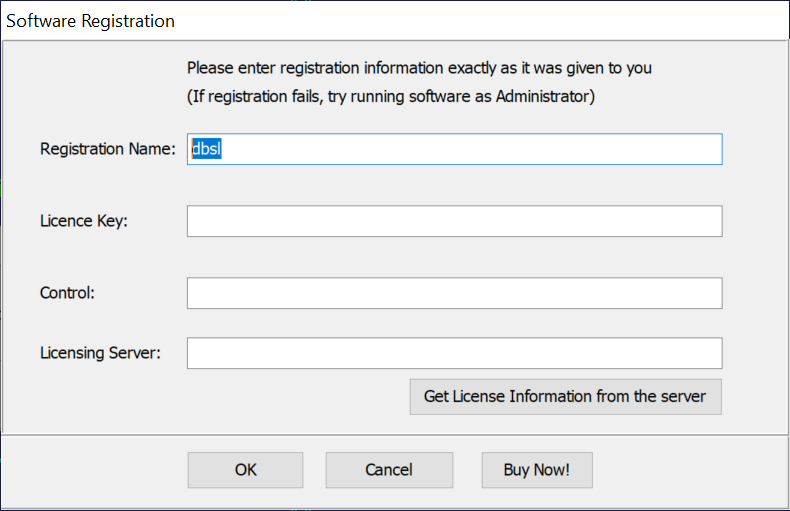 Software Registration
Please enter registration information exactly as it was given to you
(If registration fails, try running software as Administrator)
Registration Name: dbsl
Licence Key:
Control:
Licensing Server:
Get License Information from the server
OK Cancel Buy Now!